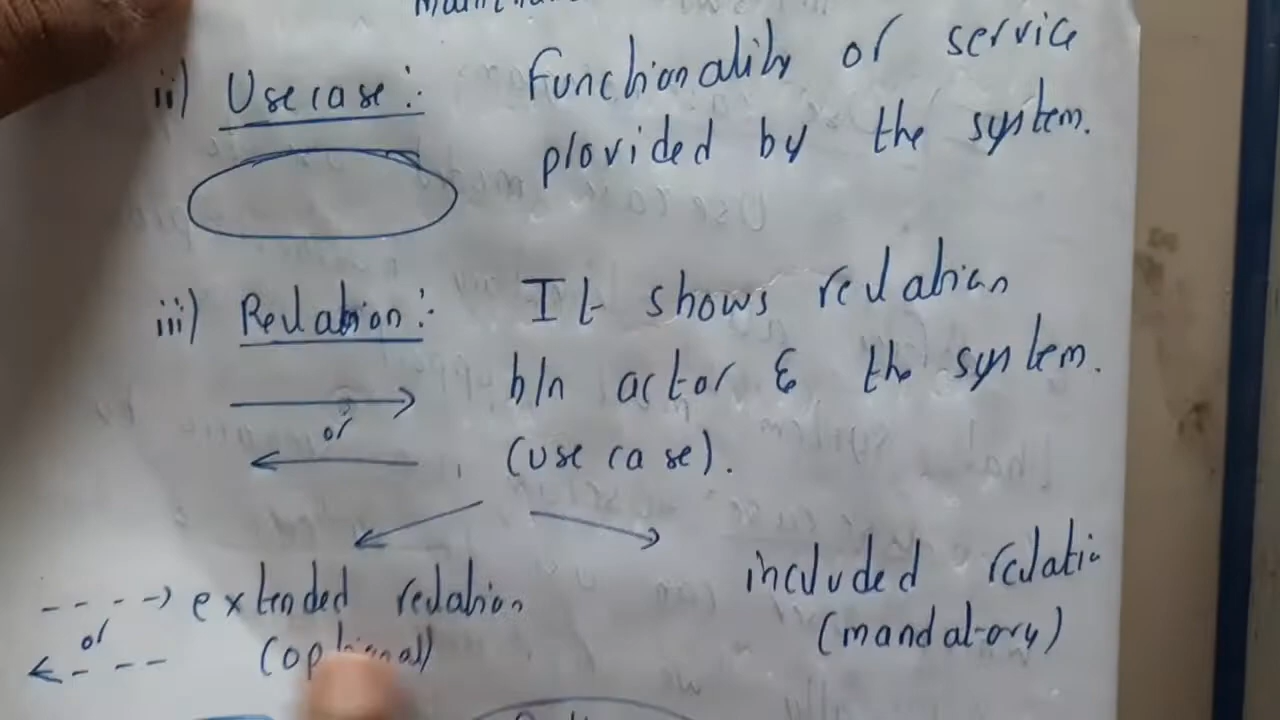 ii) Usecase:
Functionality or service
provided by the system.
iii) Relation:
It shows relation
b/n actor & the system.
(use case).
or
extended relation
or
(optional)
included relatio
(mandatory)